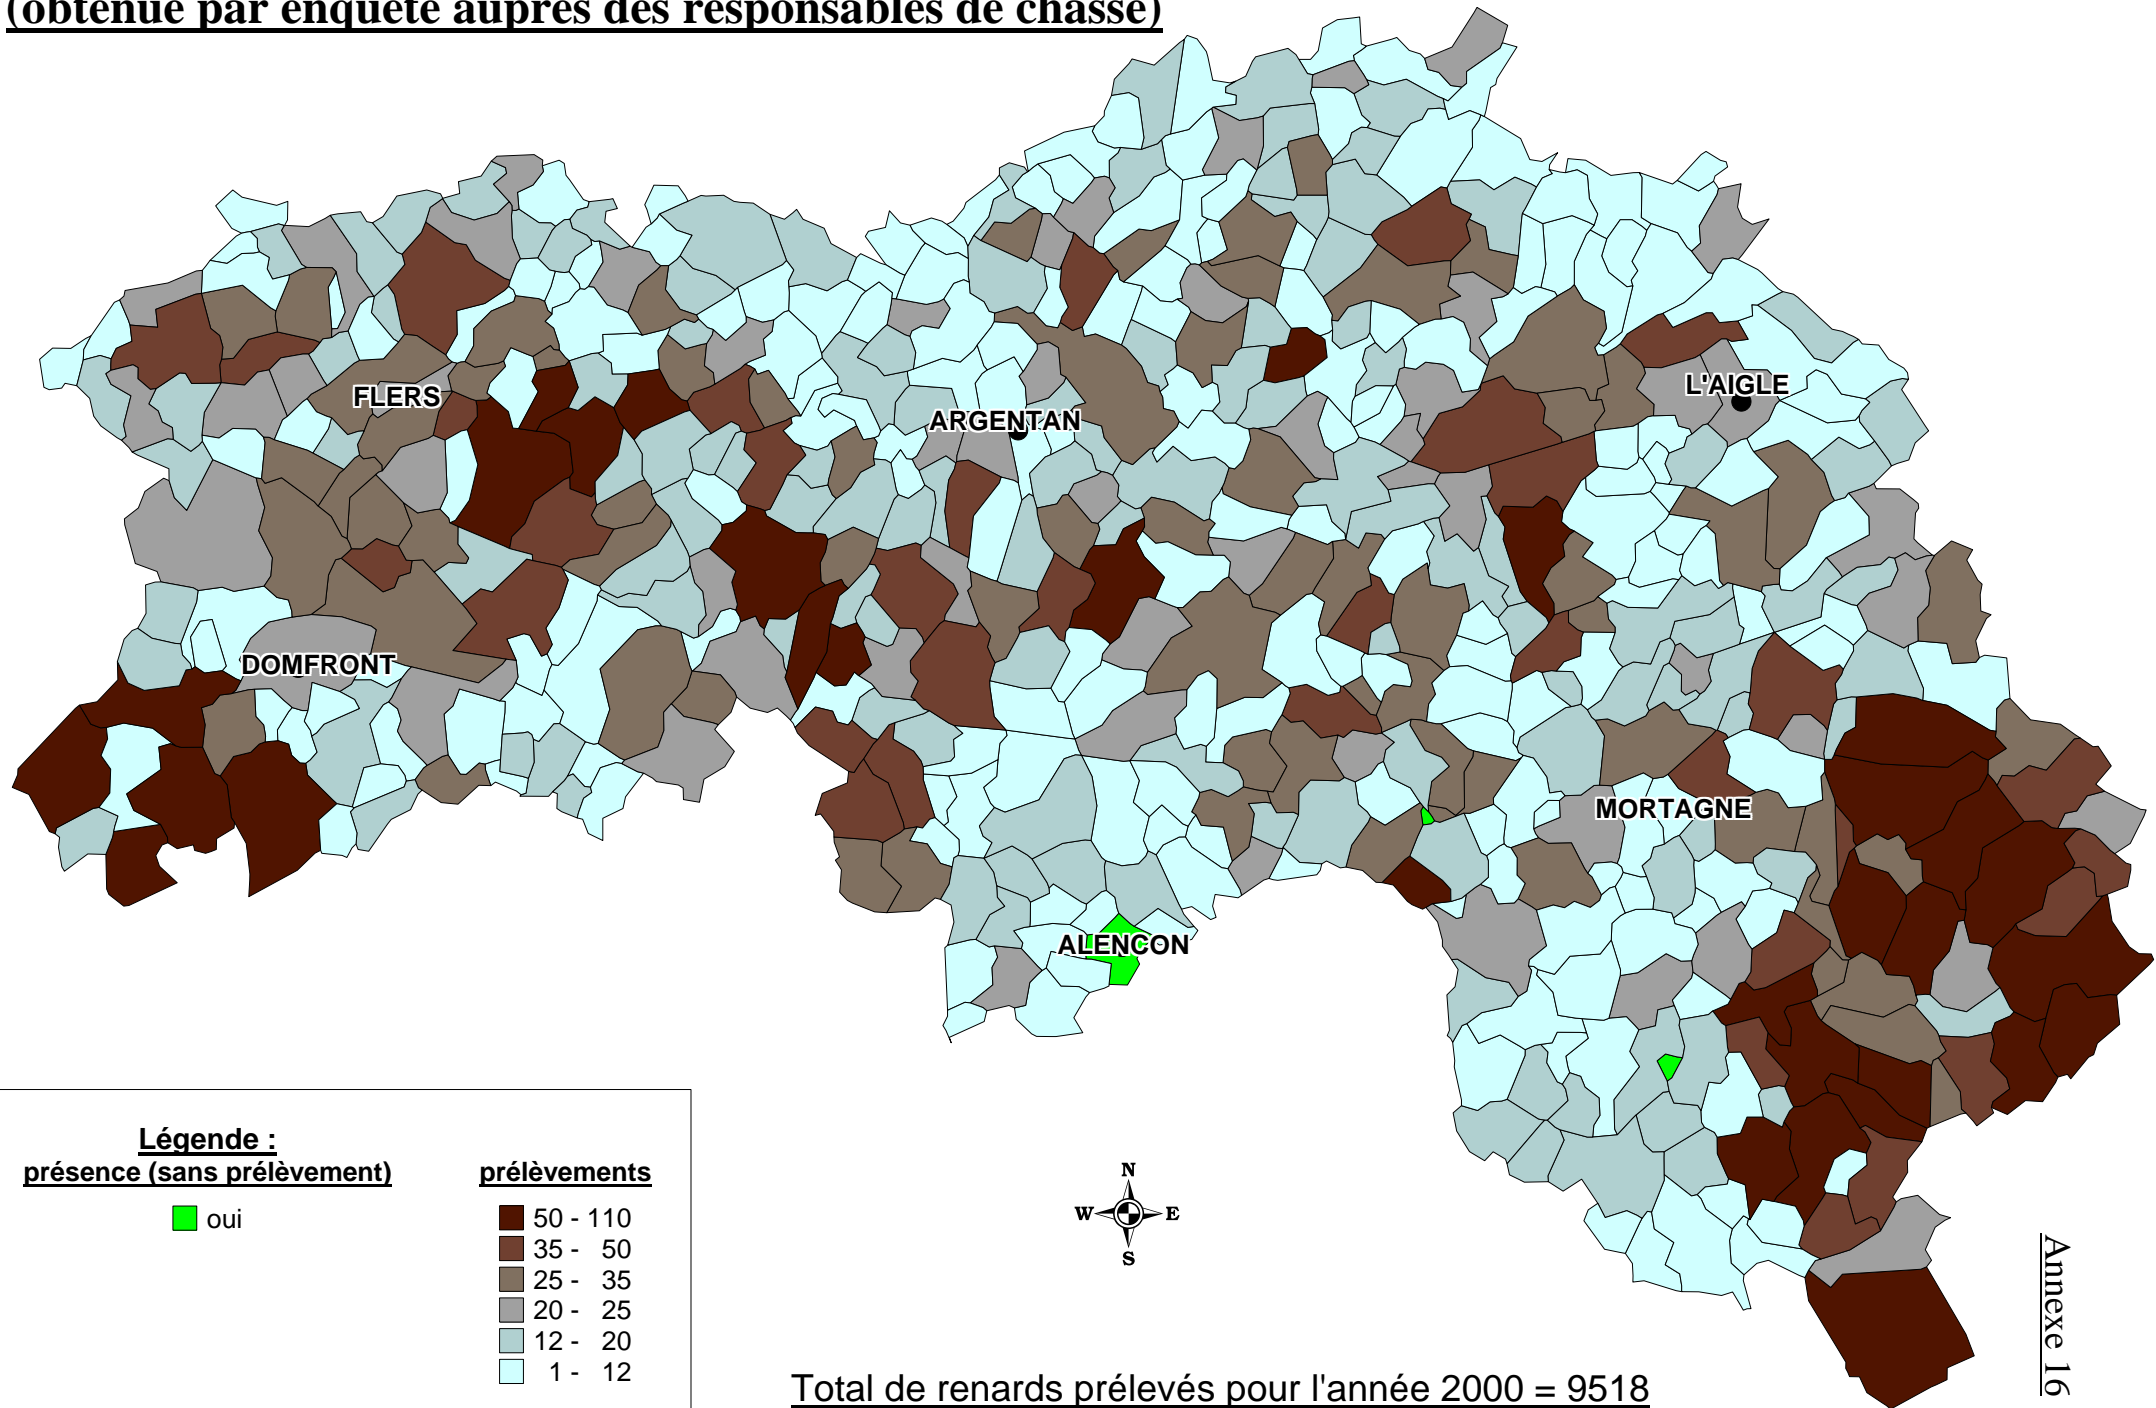 (obtenue par enquête auprès des responsables de chasse)
FLERS
L'AIGLE
ARGENTAN
DOMFRONT
MORTAGNE
ALENCON
Légende :
présence (sans prélèvement)
oui
prélèvements
50 - 110
35 - 50
25 - 35
20 - 25
12 - 20
1 - 12
N
W E
S
Annexe 16
Total de renards prélevés pour l'année 2000 = 9518